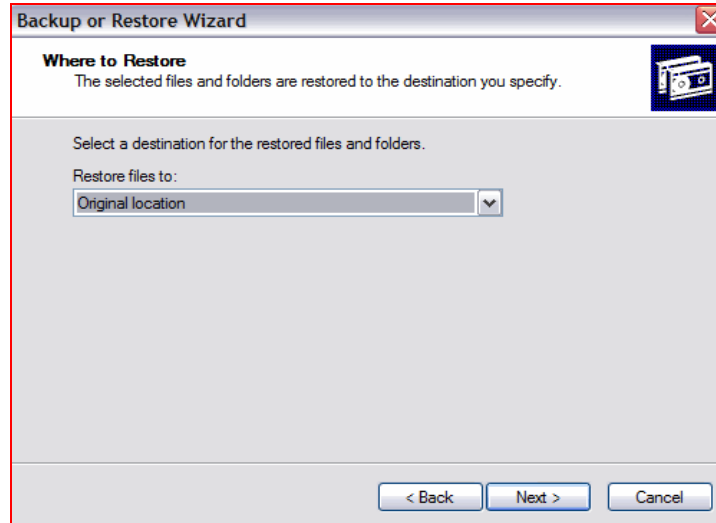 Backup or Restore Wizard
Where to Restore
The selected files and folders are restored to the destination you specify.
Select a destination for the restored files and folders.
Restore files to:
Original location
< Back Next > Cancel